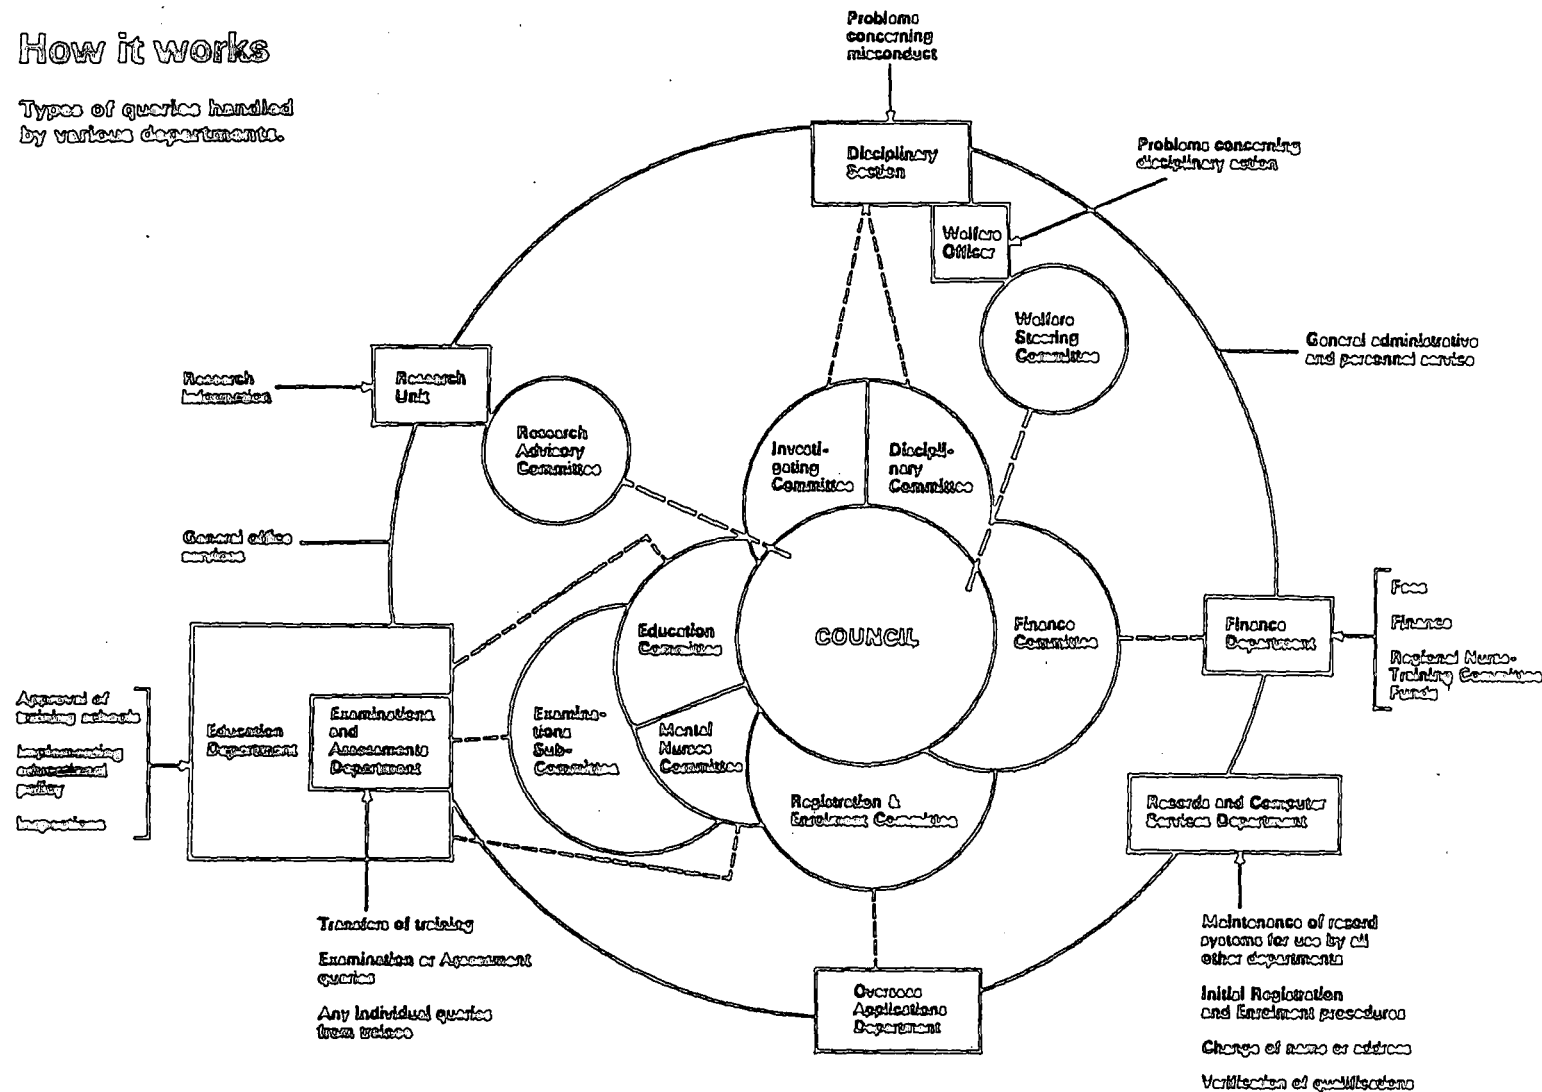 How it works
Types of queries handled
by various departments.
Problems
concerning
misconduct
Disciplinary
Section
Problems concerning
disciplinary action
Welfare
Officer
Welfare
Steering
Committee
General administrative
and personnel service
Research
Information
Research
Unit
Research
Advisory
Committee
Investi-
gating
Committee
Discipli-
nary
Committee
General office
services
Education
Committee
COUNCIL
Finance
Committee
Finance
Department
Fees
Finance
Regional Nurse-
Training Committee
Funds
Approval of
training schools
Implementing
educational
policy
Inspections
Education
Department
Examinations
and
Assessments
Department
Examina-
tions
Sub-
Committee
Mental
Nurses
Committee
Registration &
Enrolment Committee
Records and Computer
Services Department
Transfers of training
Examination or Assessment
queries
Any individual queries
from trainee
Overseas
Applications
Department
Maintenance of record
systems for use by all
other departments
Initial Registration
and Enrolment procedures
Change of name or address
Verification of qualifications